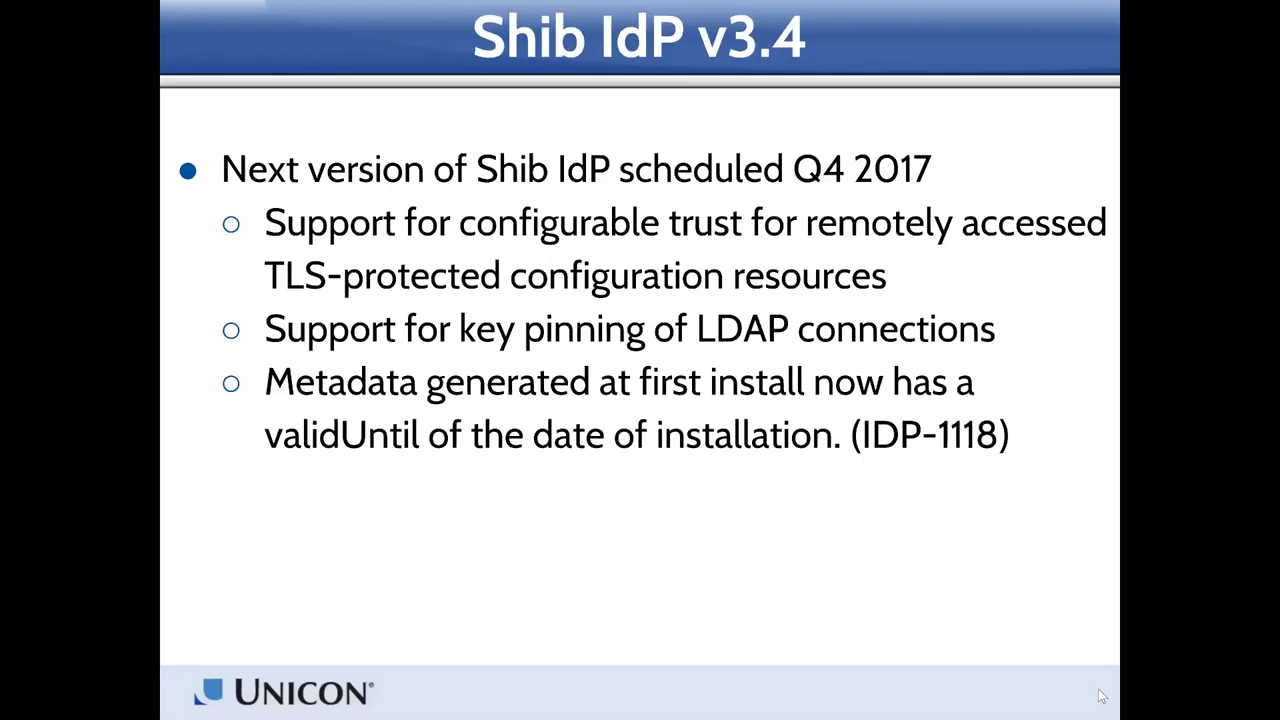 Shib IdP v3.4
● Next version of Shib IdP scheduled Q4 2017
○ Support for configurable trust for remotely accessed
TLS-protected configuration resources
○ Support for key pinning of LDAP connections
○ Metadata generated at first install now has a
validUntil of the date of installation. (IDP-1118)
UNICON®